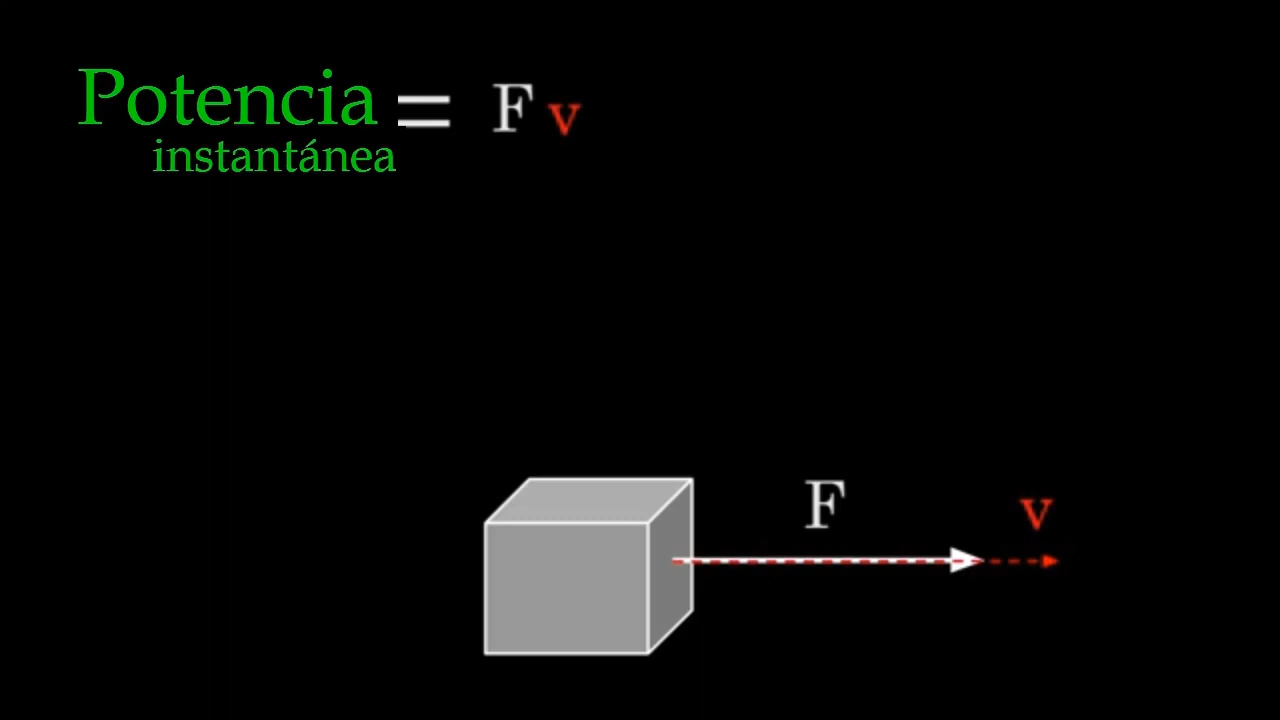 Potencia = F v
instantánea
F v